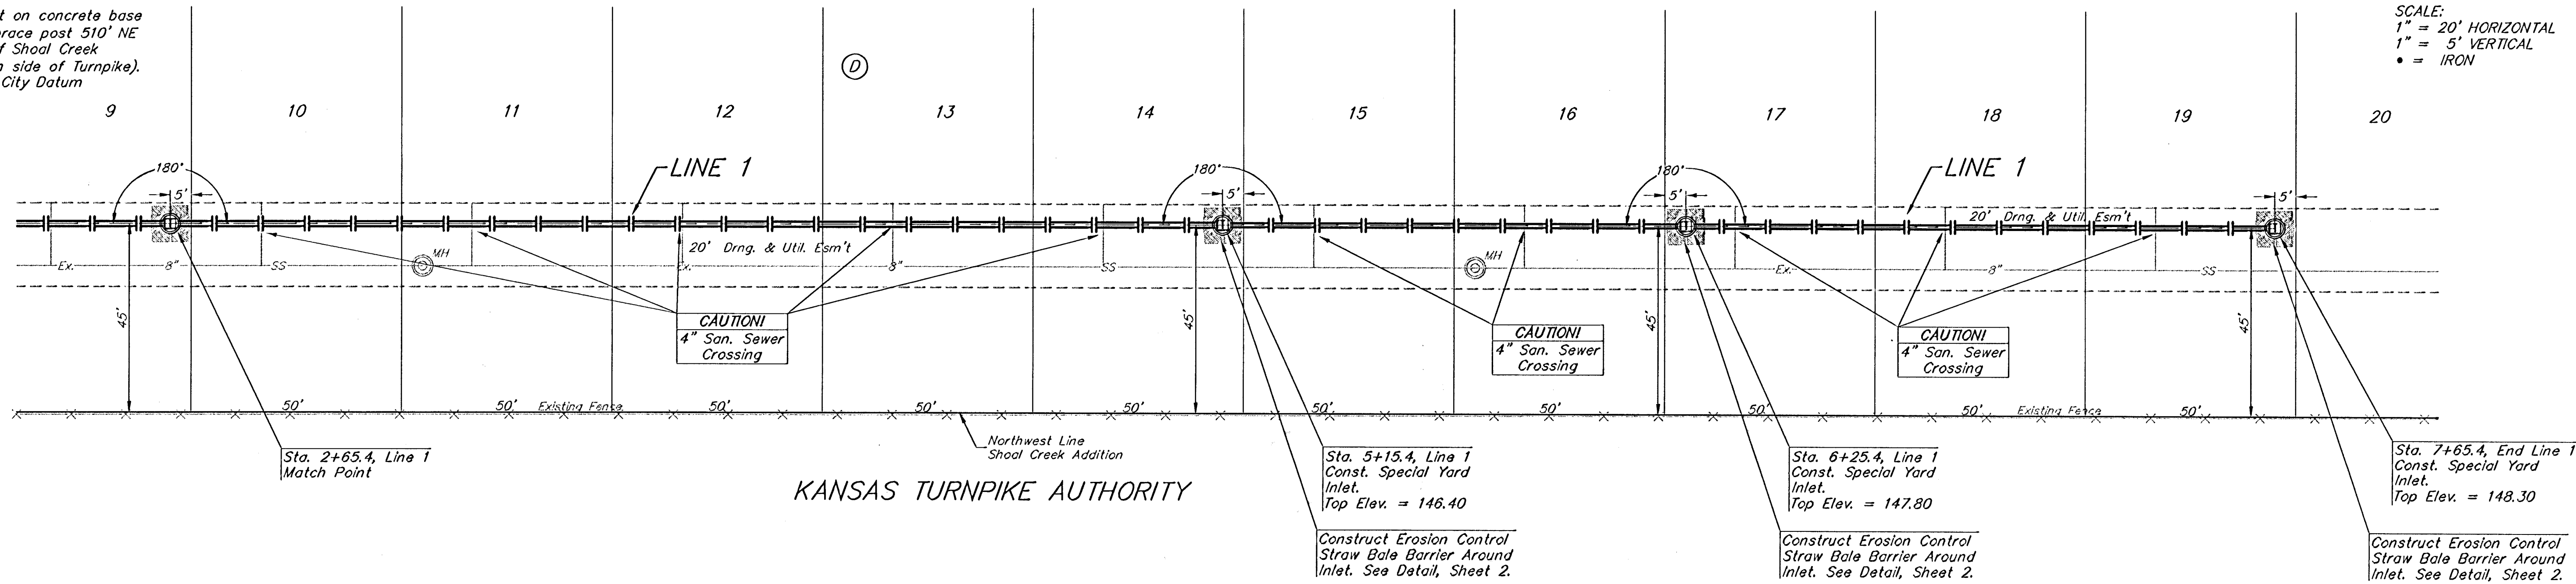 t on concrete base
brace post 510' NE
f Shoal Creek
n side of Turnpike).
City Datum
D
SCALE:
1" = 20' HORIZONTAL
1" = 5' VERTICAL
• = IRON
9
10
11
12
13
14
15
16
17
18
19
20
180°
5'
LINE 1
180°
5'
180°
5'
LINE 1
5'
20' Drng. & Util. Esm't
20' Drng. & Util. Esm't
Ex. 8" SS
MH
Ex. 8" SS
MH
Ex. 8" SS
45'
45'
45'
45'
CAUTION!
4" San. Sewer
Crossing
CAUTION!
4" San. Sewer
Crossing
CAUTION!
4" San. Sewer
Crossing
50'
50'
Existing Fence
50'
50'
50'
50'
50'
50'
50'
Existing Fence
50'
Northwest Line
Shoal Creek Addition
Sta. 2+65.4, Line 1
Match Point
KANSAS TURNPIKE AUTHORITY
Sta. 5+15.4, Line 1
Const. Special Yard
Inlet.
Top Elev. = 146.40
Sta. 6+25.4, Line 1
Const. Special Yard
Inlet.
Top Elev. = 147.80
Sta. 7+65.4, End Line 1
Const. Special Yard
Inlet.
Top Elev. = 148.30
Construct Erosion Control
Straw Bale Barrier Around
Inlet. See Detail, Sheet 2.
Construct Erosion Control
Straw Bale Barrier Around
Inlet. See Detail, Sheet 2.
Construct Erosion Control
Straw Bale Barrier Around
Inlet. See Detail, Sheet 2.